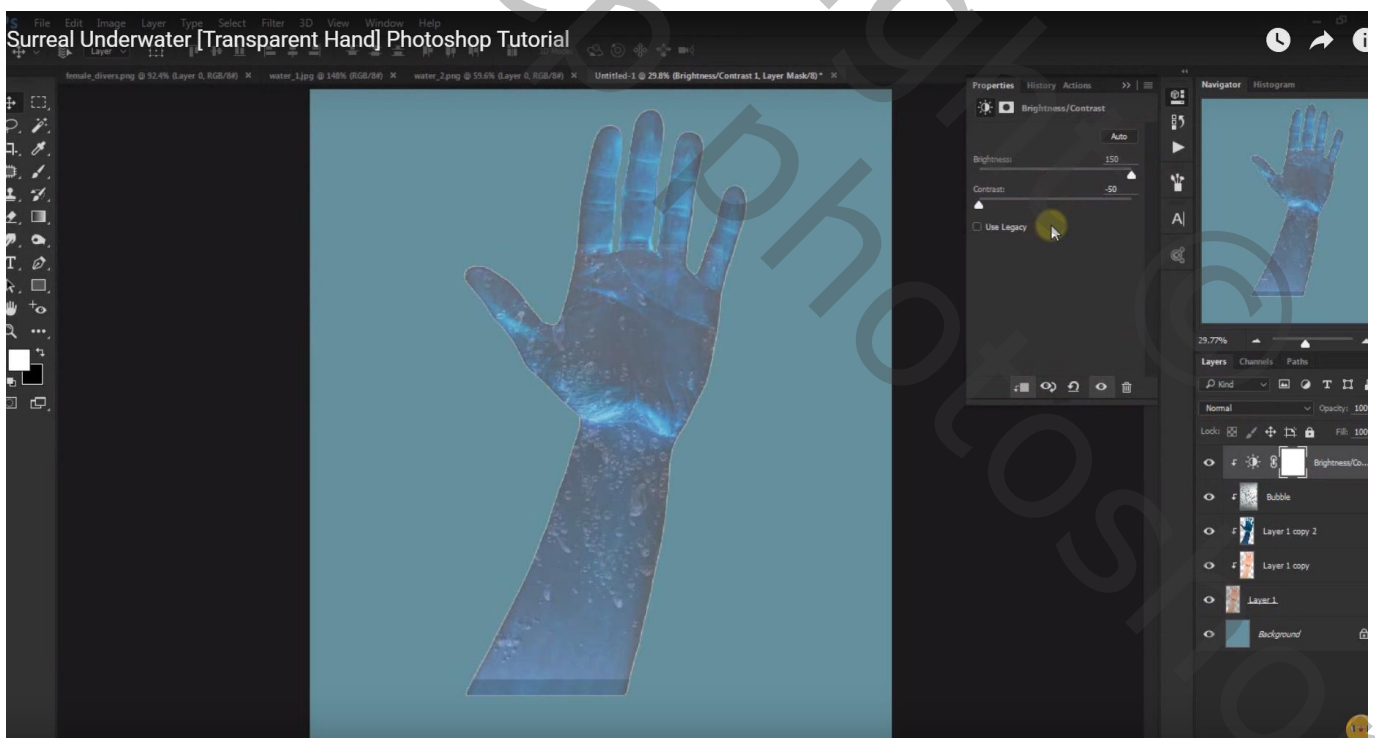 File Edit Image Layer Type Select Filter 3D View Window Help
Surreal Underwater [Transparent Hand] Photoshop Tutorial
Layer
female_divers.png @ 92.4% (Layer 0, RGB/8#) × water_1.jpg @ 148% (RGB/8#) × water_2.png @ 59.6% (Layer 0, RGB/8#) × Untitled-1 @ 29.8% (Brightness/Contrast 1, Layer Mask/8) * ×
Properties History Actions
Brightness/Contrast
Auto
Brightness: 150
Contrast: -50
Use Legacy
Navigator Histogram
29.77%
Layers Channels Paths
Kind
Normal Opacity: 100
Lock: Fill: 100
Brightness/Co...
Bubble
Layer 1 copy 2
Layer 1 copy
Layer 1
Background